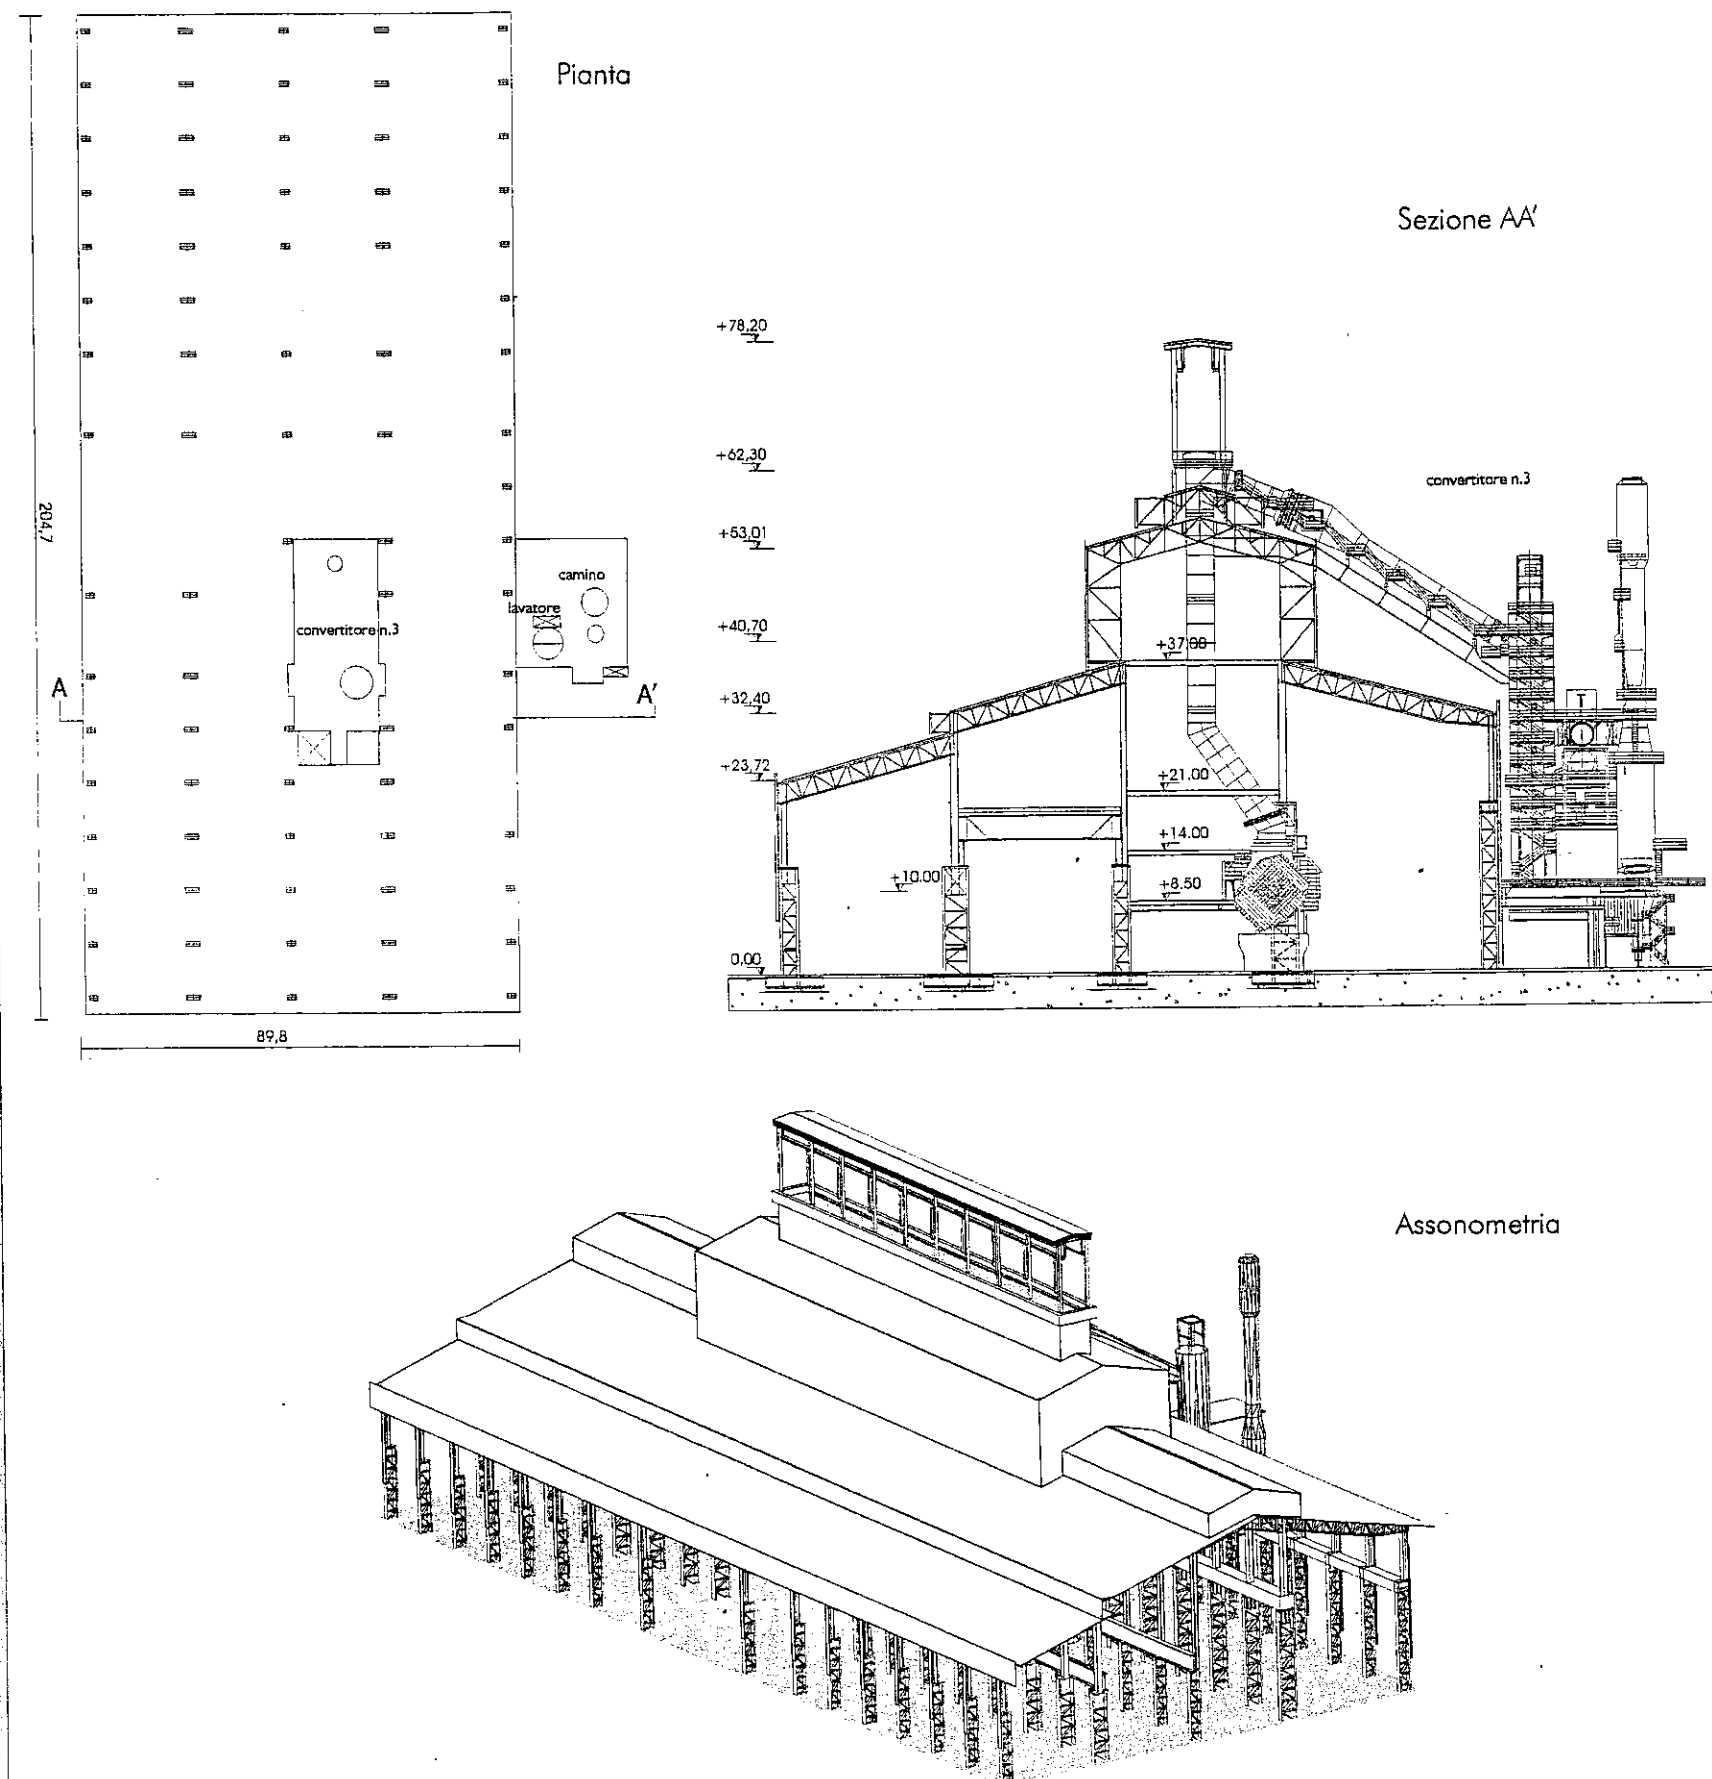 Pianta
204,7
camino
lavatore
convertitore n.3
A
A'
89,8
Sezione AA'
+78,20
+62,30
convertitore n.3
+53,01
+40,70
+37.00
+32,40
+23,72
+21.00
+14.00
+10.00
+8.50
0,00
T
Assonometria